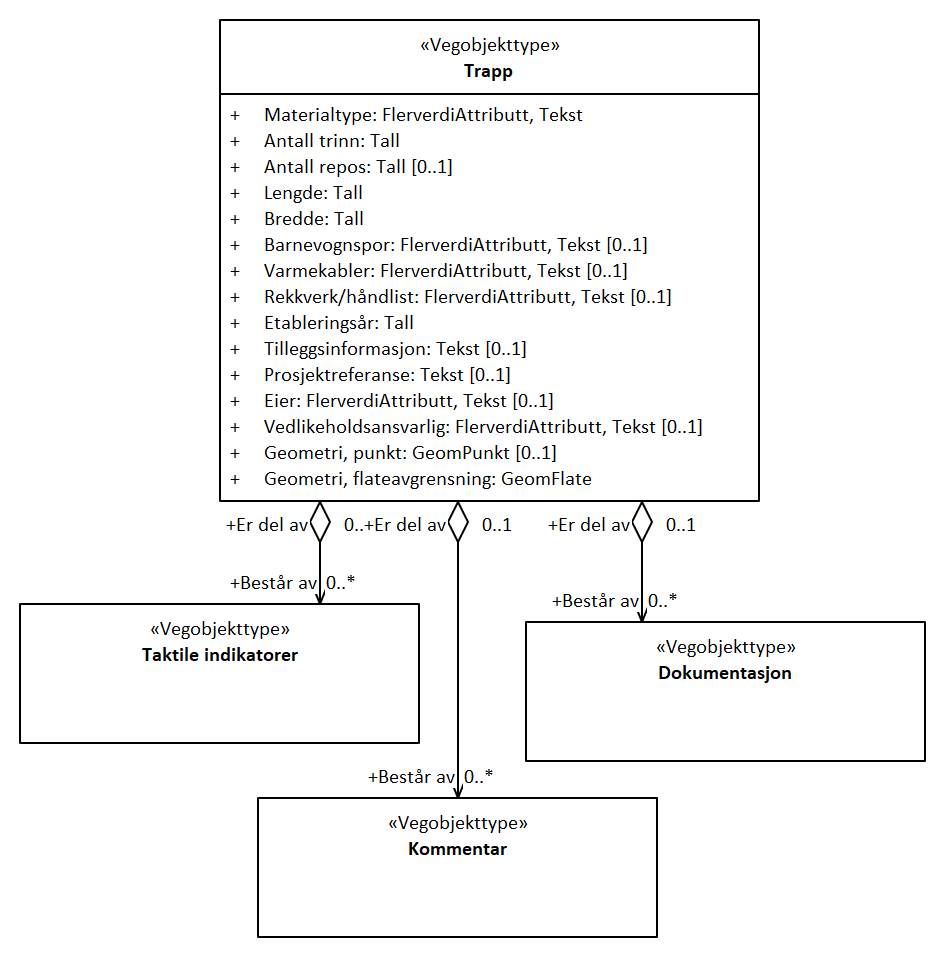 «Vegobjekttype»
Trapp
+ Materialtype: FlerverdiAttributt, Tekst
+ Antall trinn: Tall
+ Antall repos: Tall [0..1]
+ Lengde: Tall
+ Bredde: Tall
+ Barnevognspor: FlerverdiAttributt, Tekst [0..1]
+ Varmekabler: FlerverdiAttributt, Tekst [0..1]
+ Rekkverk/håndlist: FlerverdiAttributt, Tekst [0..1]
+ Etableringsår: Tall
+ Tilleggsinformasjon: Tekst [0..1]
+ Prosjektreferanse: Tekst [0..1]
+ Eier: FlerverdiAttributt, Tekst [0..1]
+ Vedlikeholdsansvarlig: FlerverdiAttributt, Tekst [0..1]
+ Geometri, punkt: GeomPunkt [0..1]
+ Geometri, flateavgrensning: GeomFlate
+Er del av 0..+Er del av 0..1 +Er del av 0..1
+Består av 0..*
+Består av 0..*
«Vegobjekttype»
Taktile indikatorer
«Vegobjekttype»
Dokumentasjon
+Består av 0..*
«Vegobjekttype»
Kommentar